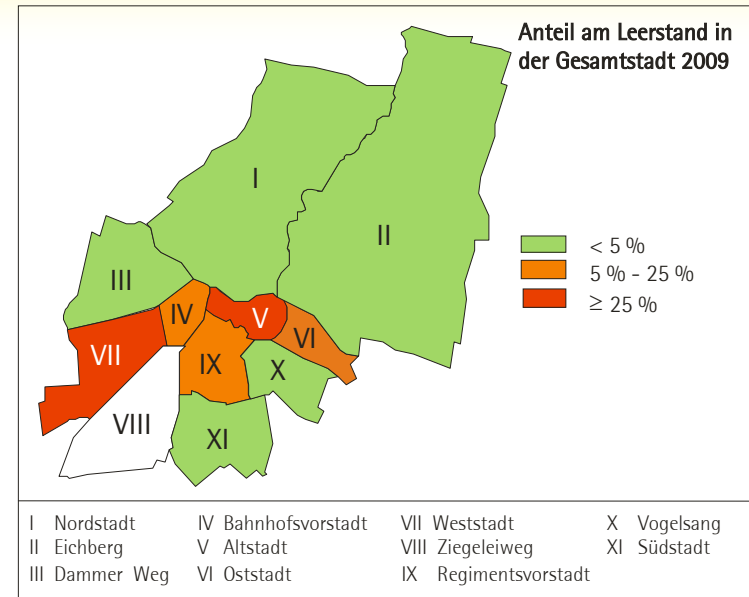 Anteil am Leerstand in
der Gesamtstadt 2009
I
II
III
IV
V
VI
VII
VIII
IX
X
XI
< 5 %
5 % - 25 %
≥ 25 %
I Nordstadt
II Eichberg
III Dammer Weg
IV Bahnhofsvorstadt
V Altstadt
VI Oststadt
VII Weststadt
VIII Ziegeleiweg
IX Regimentsvorstadt
X Vogelsang
XI Südstadt